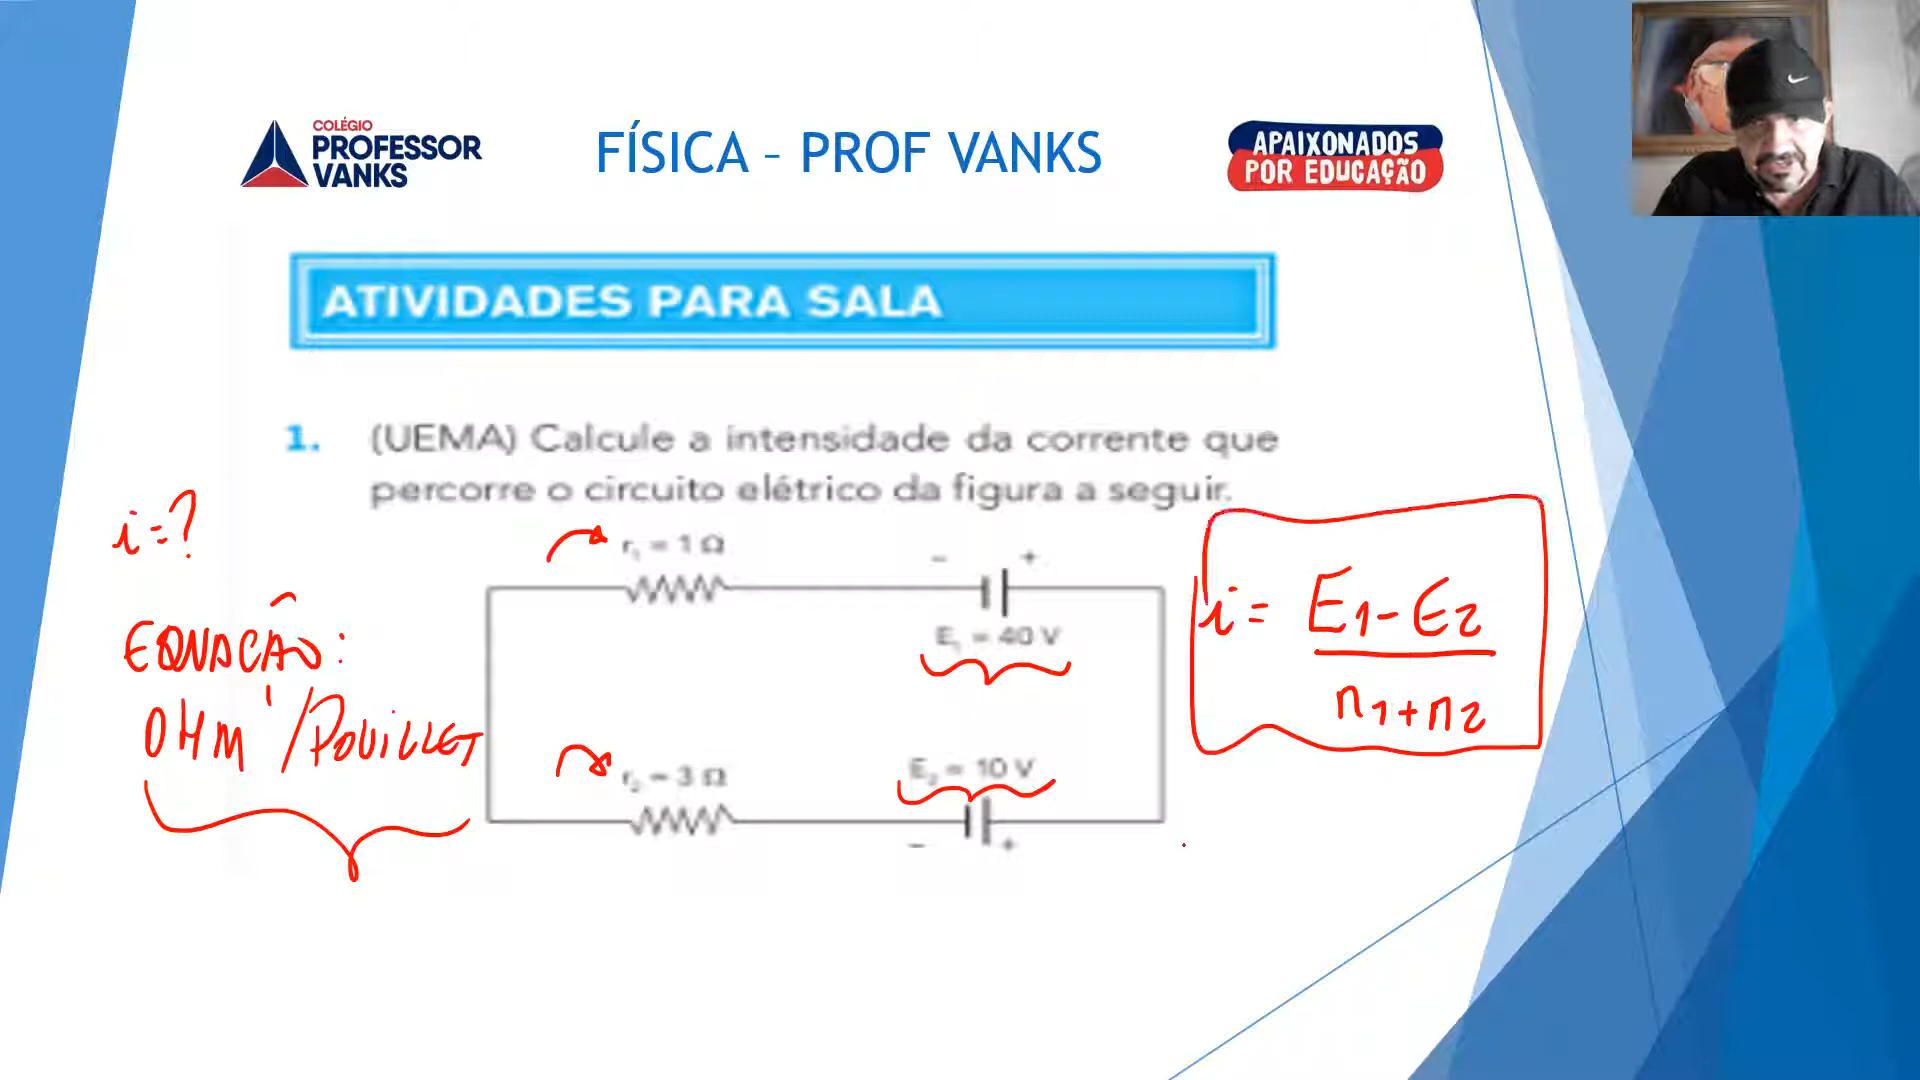 COLÉGIO
PROFESSOR
VANKS
FÍSICA – PROF VANKS
APAIXONADOS
POR EDUCAÇÃO
ATIVIDADES PARA SALA
1. (UEMA) Calcule a intensidade da corrente que
percorre o circuito elétrico da figura a seguir.
i=?
r₁ = 1 Ω
- +
E₁ = 40 V
i = E1 - E2
r1 + r2
EQUAÇÃO:
OHM / POUILLET
r₂ = 3 Ω
E₂ = 10 V
- +